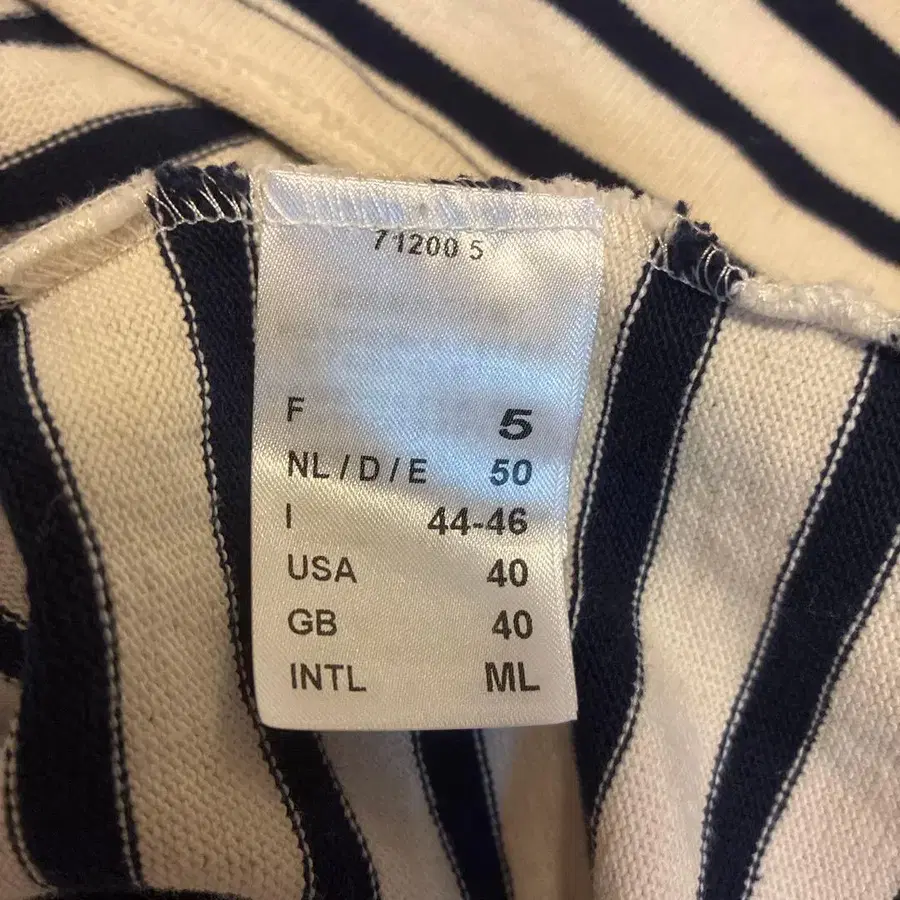 71200 5
F 5
NL / D / E 50
I 44-46
USA 40
GB 40
INTL ML